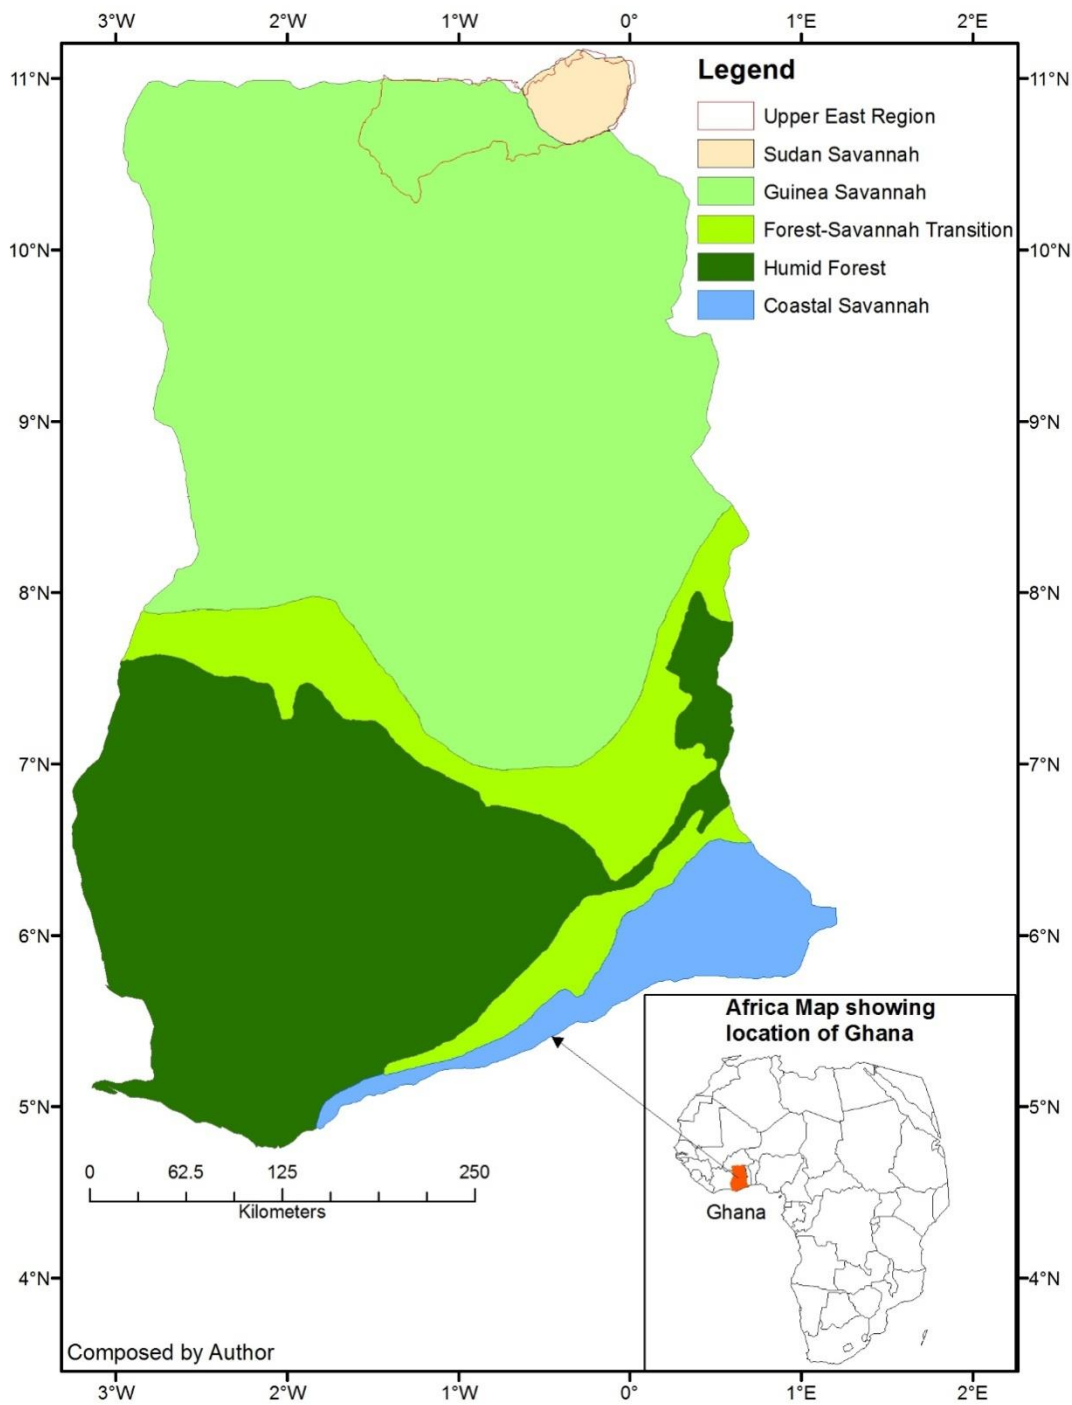 3°W 2°W 1°W 0° 1°E 2°E
11°N 11°N
10°N 10°N
9°N 9°N
8°N 8°N
7°N 7°N
6°N 6°N
5°N 5°N
4°N 4°N
Legend
Upper East Region
Sudan Savannah
Guinea Savannah
Forest-Savannah Transition
Humid Forest
Coastal Savannah
Africa Map showing
location of Ghana
Ghana
0 62.5 125 250
Kilometers
Composed by Author
3°W 2°W 1°W 0° 1°E 2°E